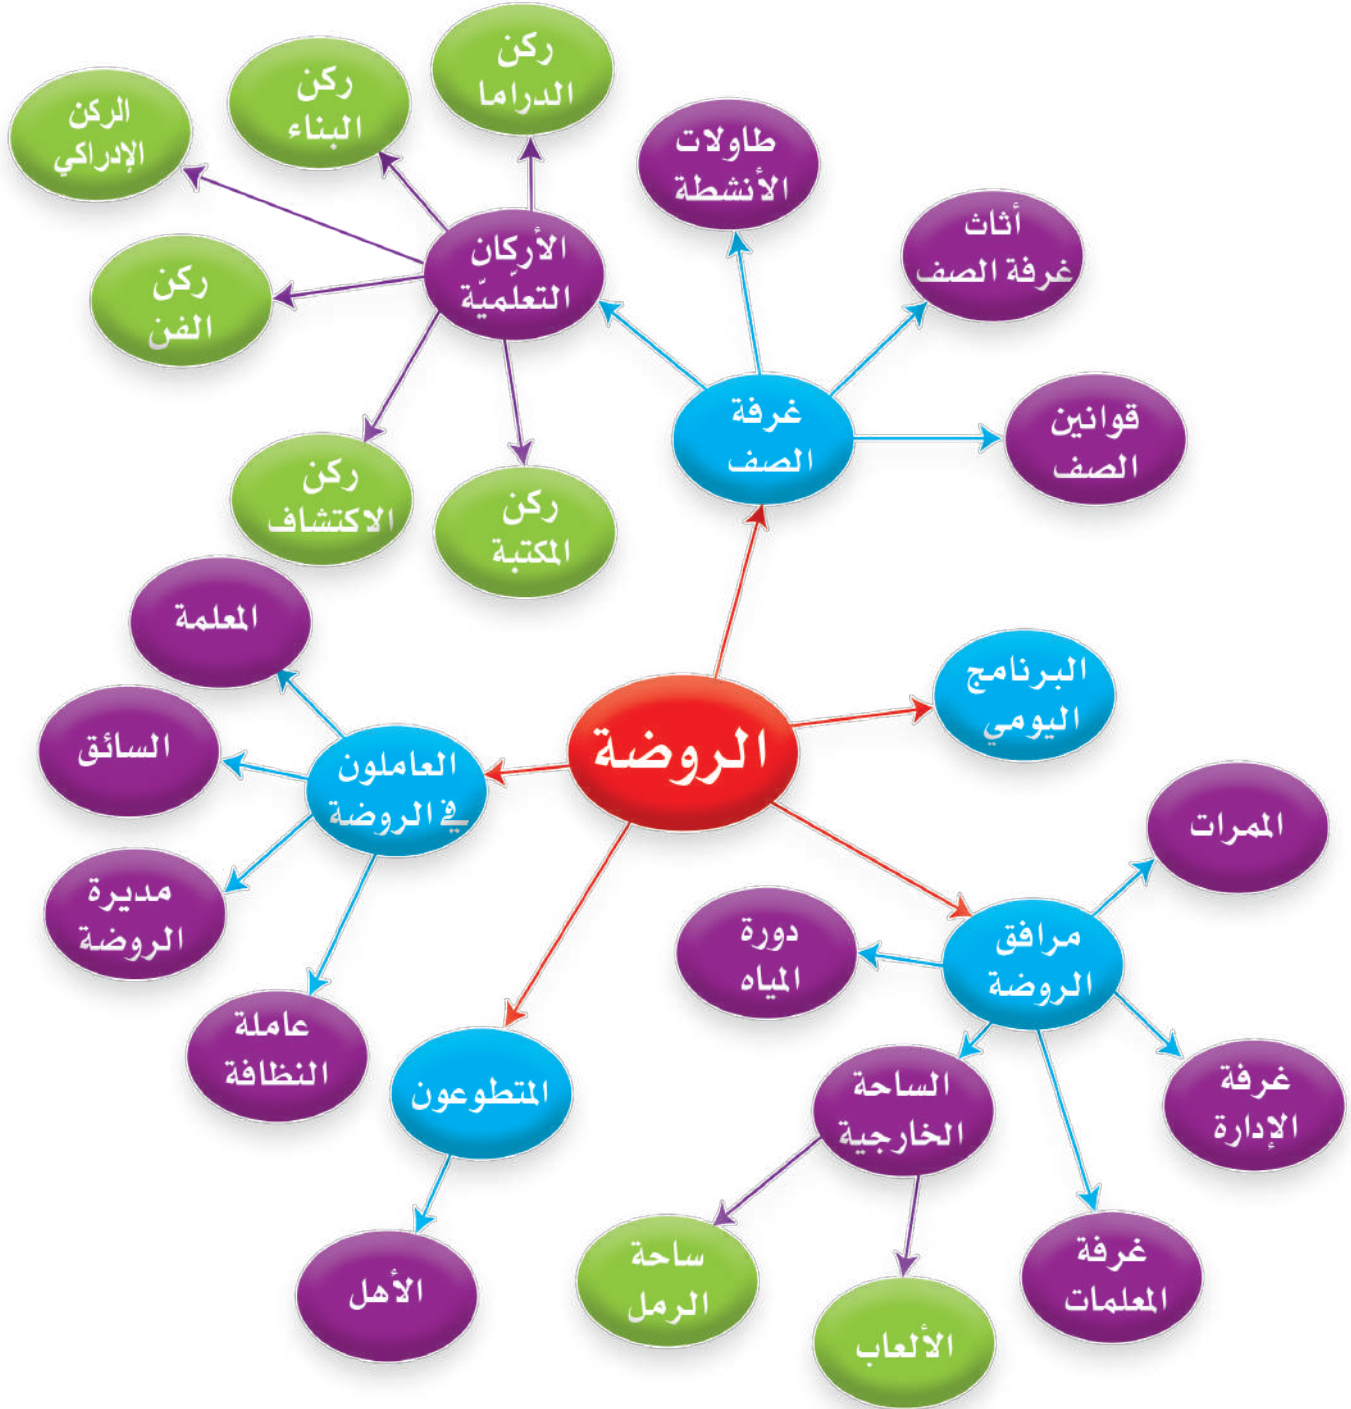 ركن
الدراما
ركن
البناء
الركن
الإدراكي
طاولات
الأنشطة
أثاث
غرفة الصف
الأركان
التعلّميّة
ركن
الفن
غرفة
الصف
قوانين
الصف
ركن
الاكتشاف
ركن
المكتبة
المعلمة
البرنامج
اليومي
السائق
الروضة
العاملون
في الروضة
الممرات
مديرة
الروضة
دورة
المياه
مرافق
الروضة
عاملة
النظافة
المتطوعون
الساحة
الخارجية
غرفة
الإدارة
الأهل
ساحة
الرمل
غرفة
المعلمات
الألعاب